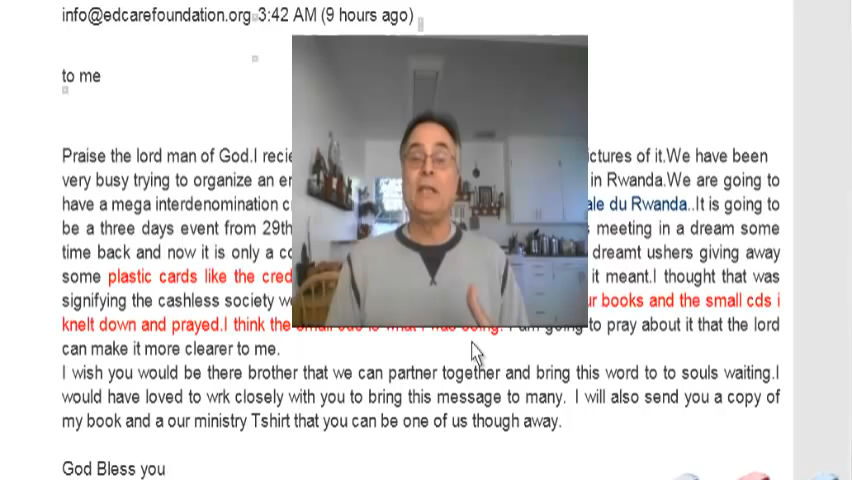 info@edcarefoundation.org 3:42 AM (9 hours ago)
to me
Praise the lord man of God.I ictures of it.We have been
very busy trying to organize an in Rwanda.We are going to
have a mega interdenomination du Rwanda..It is going to
be a three days event from 29th meeting in a dream some
time back and now it is only a dreamt ushers giving away
some plastic cards like the it meant.I thought that was
signifying the cashless society books and the small cds i
knelt down and prayed.I think the going to pray about it that the lord
can make it more clearer to me.
I wish you would be there brother that we can partner together and bring this word to to souls waiting.I
would have loved to wrk closely with you to bring this message to many. I will also send you a copy of
my book and a our ministry Tshirt that you can be one of us though away.
God Bless you